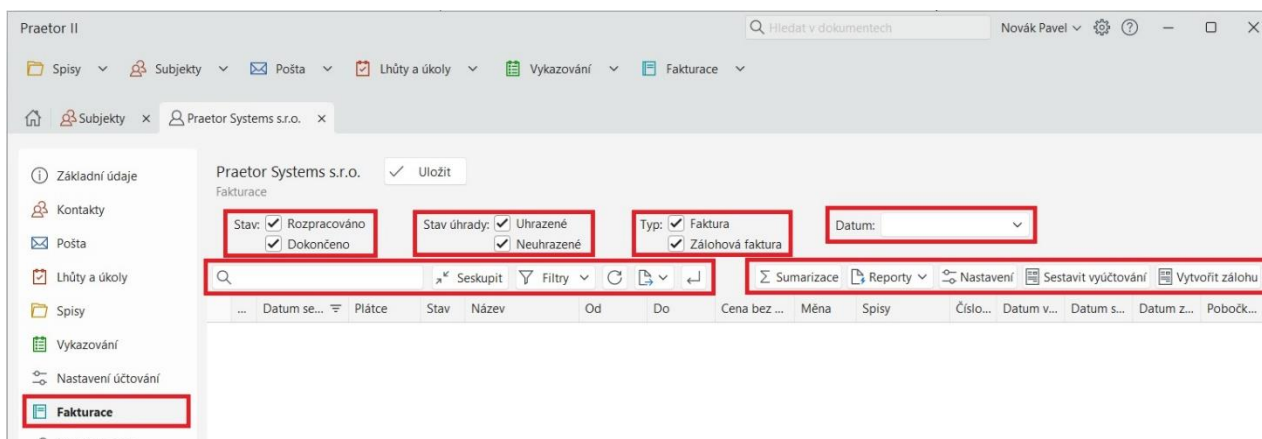 Praetor II
Hledat v dokumentech
Novák Pavel
Spisy Subjekty Pošta Lhůty a úkoly Vykazování Fakturace
Subjekty Praetor Systems s.r.o.
Základní údaje
Kontakty
Pošta
Lhůty a úkoly
Spisy
Vykazování
Nastavení účtování
Fakturace
Praetor Systems s.r.o. Uložit
Fakturace
Stav: Rozpracováno Stav úhrady: Uhrazené Typ: Faktura Datum:
Dokončeno Neuhrazené Zálohová faktura
Seskupit Filtry Sumarizace Reporty Nastavení Sestavit vyúčtování Vytvořit zálohu
... Datum se... Plátce Stav Název Od Do Cena bez ... Měna Spisy Číslo... Datum v... Datum s... Datum z... Pobočk...